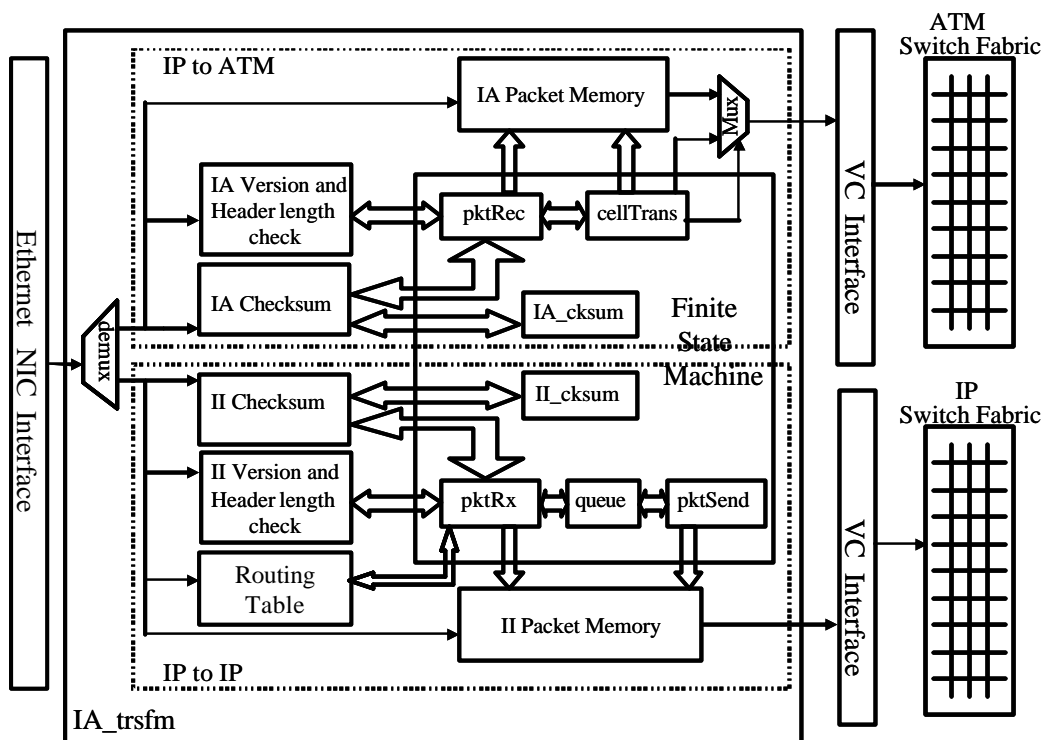 ATM
Switch Fabric
IP to ATM
IA Packet Memory
Mux
IA Version and
Header length
check
pktRec
cellTrans
VC Interface
Ethernet NIC Interface
IA Checksum
IA_cksum
Finite
State
Machine
demux
II Checksum
II_cksum
IP
Switch Fabric
II Version and
Header length
check
pktRx
queue
pktSend
VC Interface
Routing
Table
II Packet Memory
IP to IP
IA_trsfm